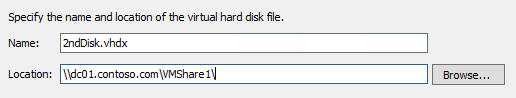 Specify the name and location of the virtual hard disk file.
Name: 2ndDisk.vhdx
Location: \\dc01.contoso.com\VMShare1\ Browse...